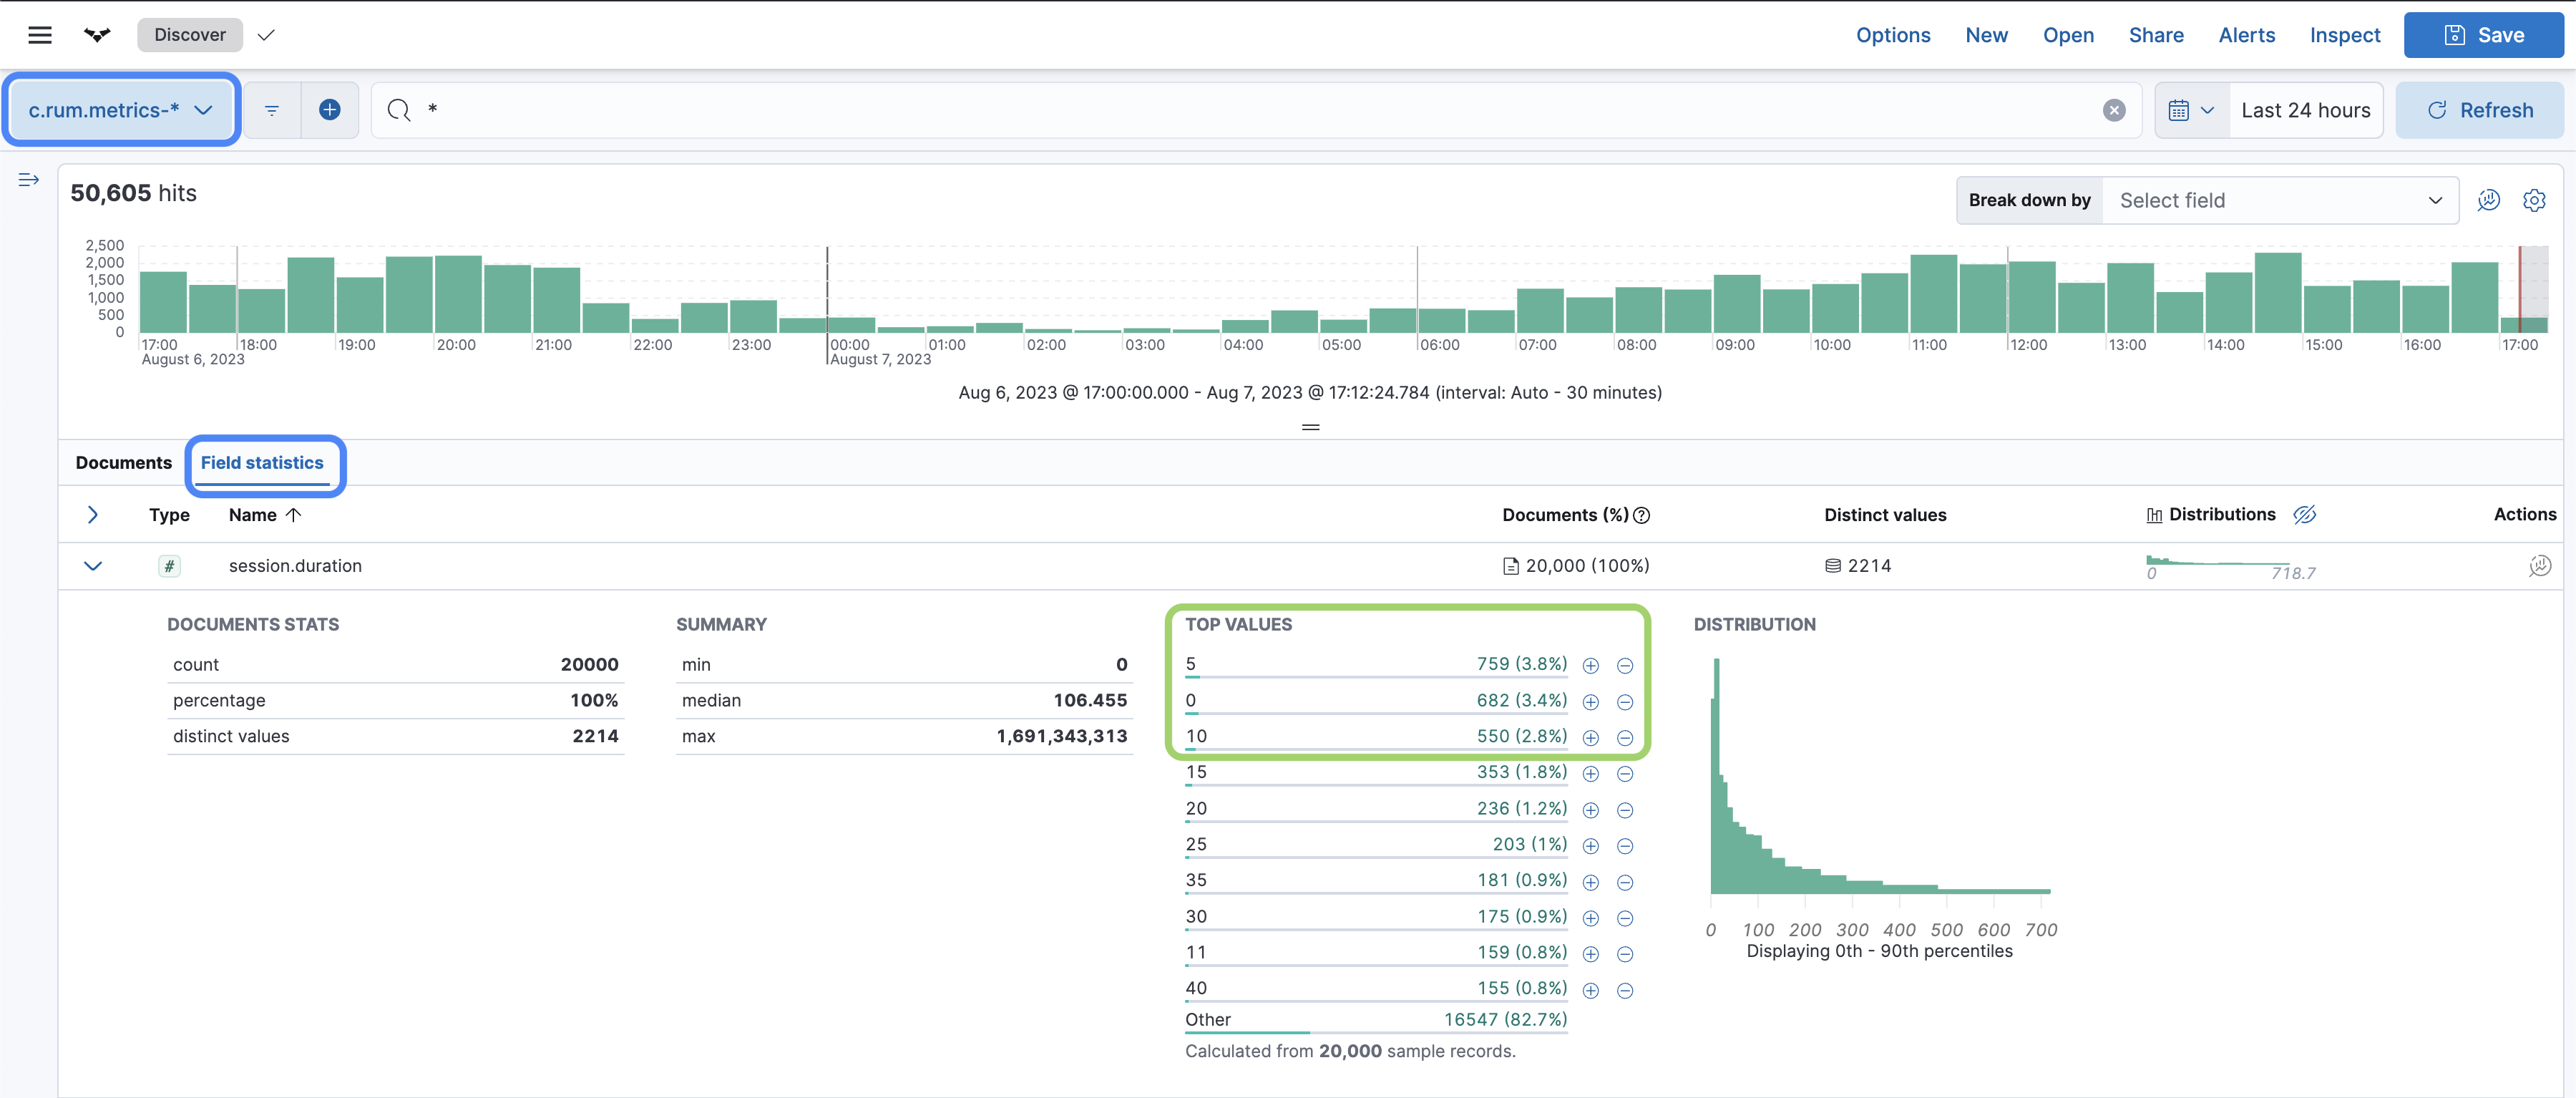 Discover
Options New Open Share Alerts Inspect Save
c.rum.metrics-* * Last 24 hours Refresh
50,605 hits
Break down by Select field
2,500
2,000
1,500
1,000
500
0
17:00 18:00 19:00 20:00 21:00 22:00 23:00 00:00 01:00 02:00 03:00 04:00 05:00 06:00 07:00 08:00 09:00 10:00 11:00 12:00 13:00 14:00 15:00 16:00 17:00
August 6, 2023 August 7, 2023
Aug 6, 2023 @ 17:00:00.000 - Aug 7, 2023 @ 17:12:24.784 (interval: Auto - 30 minutes)
Documents Field statistics
Type Name Documents (%) Distinct values Distributions Actions
# session.duration 20,000 (100%) 2214 0 718.7
DOCUMENTS STATS
count 20000
percentage 100%
distinct values 2214
SUMMARY
min 0
median 106.455
max 1,691,343,313
TOP VALUES
5 759 (3.8%)
0 682 (3.4%)
10 550 (2.8%)
15 353 (1.8%)
20 236 (1.2%)
25 203 (1%)
35 181 (0.9%)
30 175 (0.9%)
11 159 (0.8%)
40 155 (0.8%)
Other 16547 (82.7%)
Calculated from 20,000 sample records.
DISTRIBUTION
0 100 200 300 400 500 600 700
Displaying 0th - 90th percentiles